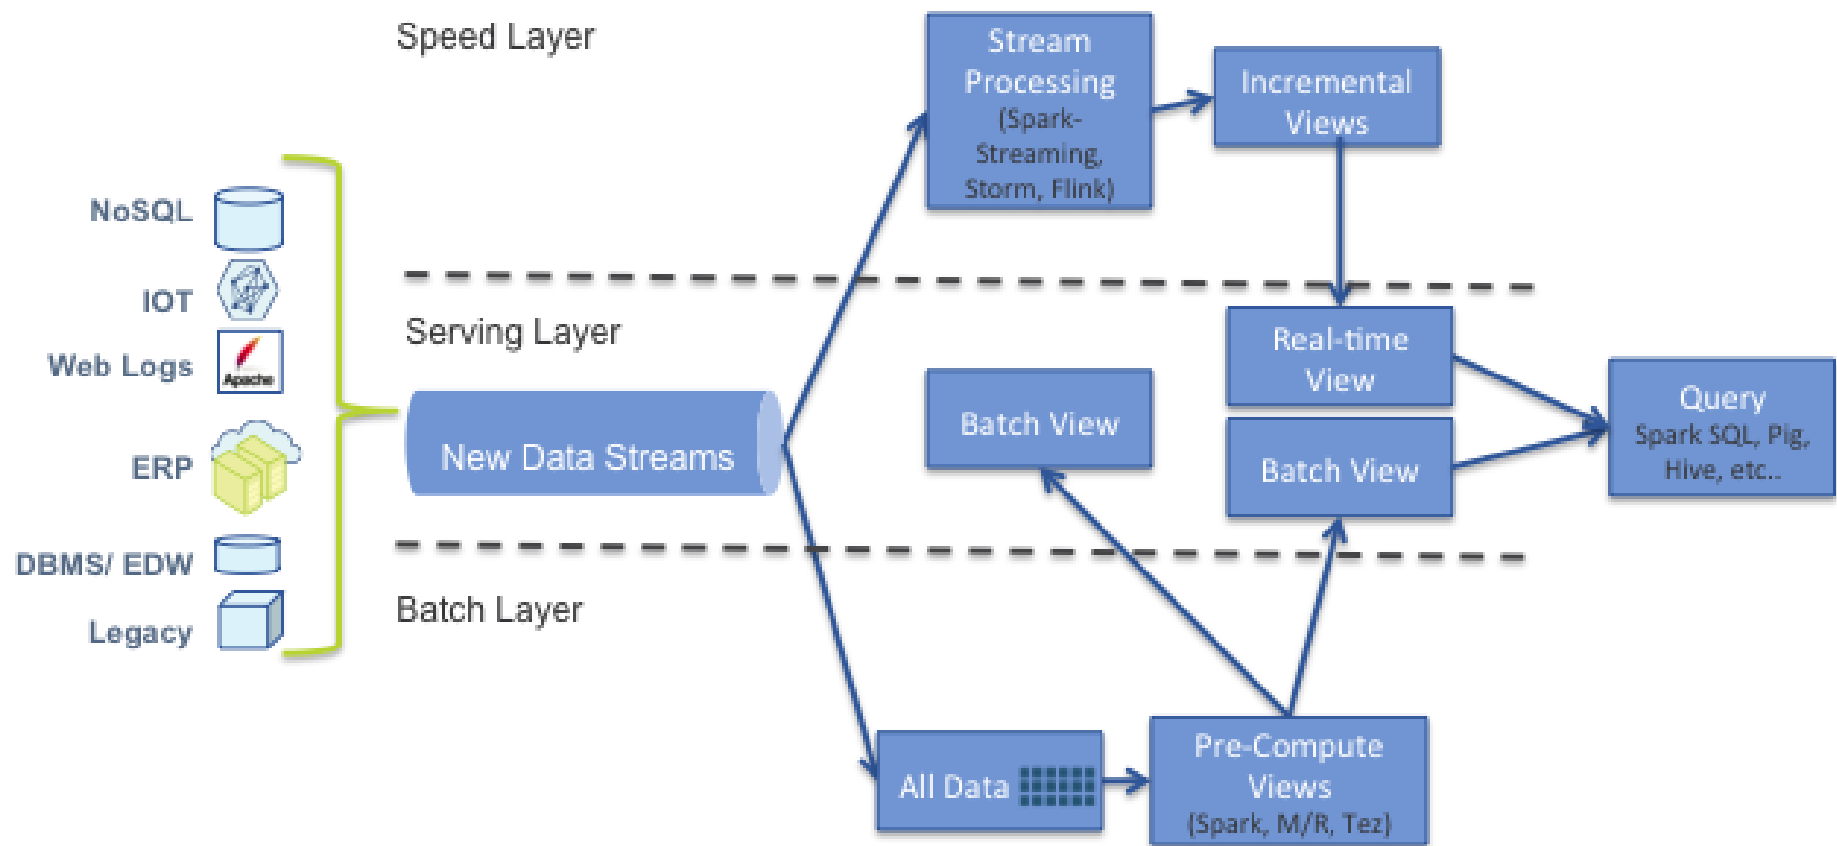 Speed Layer
Stream
Processing
(Spark-
Streaming,
Storm, Flink)
Incremental
Views
NoSQL
IOT
Web Logs
Apache
ERP
DBMS/ EDW
Legacy
Serving Layer
New Data Streams
Batch View
Real-time
View
Batch View
Query
Spark SQL, Pig,
Hive, etc..
Batch Layer
All Data
Pre-Compute
Views
(Spark, M/R, Tez)